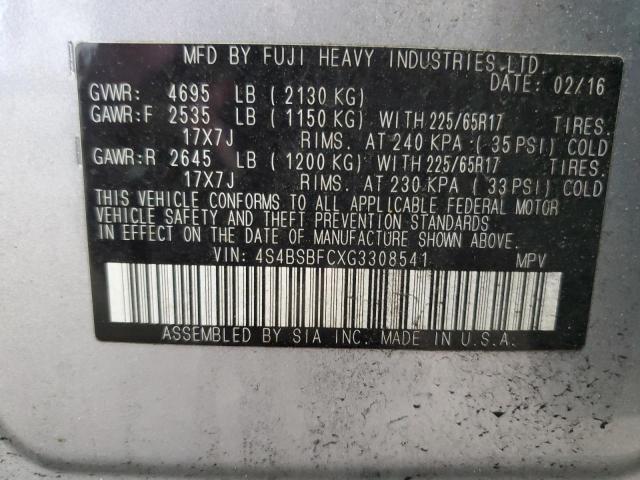 MFD BY FUJI HEAVY INDUSTRIES.LTD.
DATE: 02/16
GVWR: 4695 LB ( 2130 KG)
GAWR:F 2535 LB ( 1150 KG) WITH 225/65R17 TIRES.
17X7J RIMS. AT 240 KPA ( 35 PSI) COLD
GAWR:R 2645 LB ( 1200 KG) WITH 225/65R17 TIRES.
17X7J RIMS. AT 230 KPA ( 33 PSI) COLD
THIS VEHICLE CONFORMS TO ALL APPLICABLE FEDERAL MOTOR
VEHICLE SAFETY AND THEFT PREVENTION STANDARDS
IN EFFECT ON THE DATE OF MANUFACTURE SHOWN ABOVE.
VIN: 4S4BSBFCXG3308541 MPV
ASSEMBLED BY SIA INC. MADE IN U.S.A.